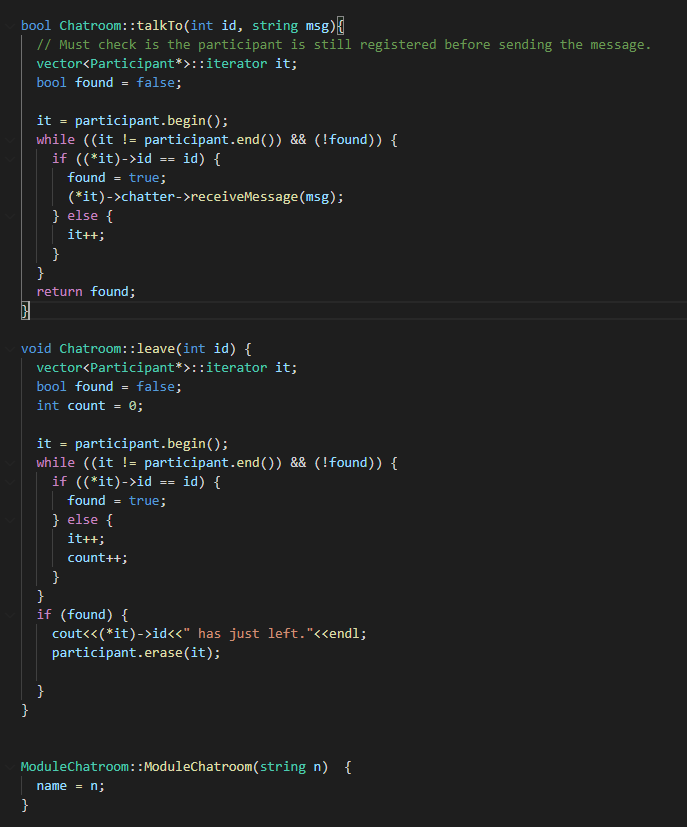 bool Chatroom::talkTo(int id, string msg){
// Must check is the participant is still registered before sending the message.
vector<Participant*>::iterator it;
bool found = false;
it = participant.begin();
while ((it != participant.end()) && (!found)) {
if ((*it)->id == id) {
found = true;
(*it)->chatter->receiveMessage(msg);
} else {
it++;
}
}
return found;
}
void Chatroom::leave(int id) {
vector<Participant*>::iterator it;
bool found = false;
int count = 0;
it = participant.begin();
while ((it != participant.end()) && (!found)) {
if ((*it)->id == id) {
found = true;
} else {
it++;
count++;
}
}
if (found) {
cout<<(*it)->id<<" has just left."<<endl;
participant.erase(it);
}
}
ModuleChatroom::ModuleChatroom(string n)  {
name = n;
}